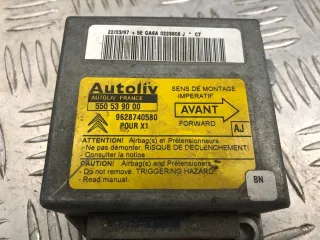 22/09/97 + 5E GA6A 0228808 J * CF
Autoliv
AUTOLIV FRANCE
550 53 90 00
9628740580
POUR X1
SENS DE MONTAGE
IMPERATIF
AVANT
FORWARD
AJ
ATTENTION! Airbag(s) et Prétensionneurs.
- Ne pas démonter. RISQUE DE DECLENCHEMENT!
- Consulter la notice.
CAUTION! Airbag(s) and Pretensioners.
- Do not remove. TRIGGERING HAZARD!
- Read manual.
BN